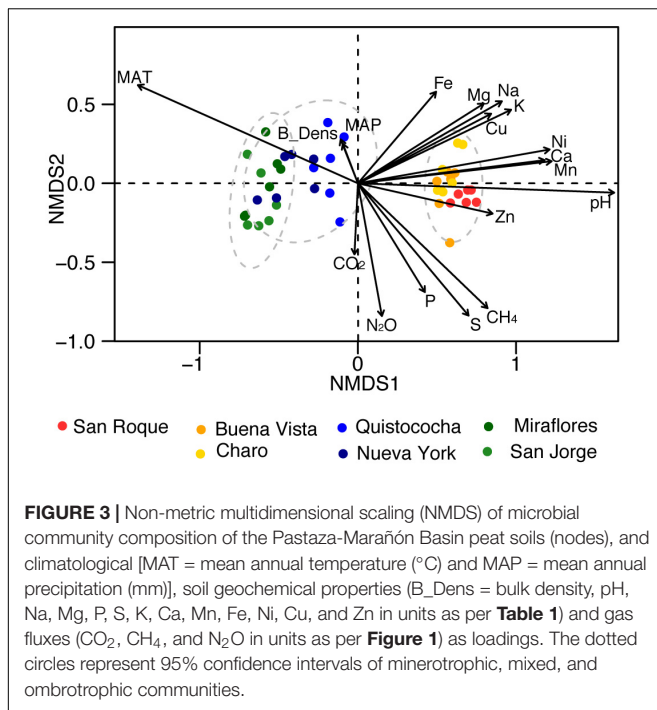 MAT
Fe
Mg
Na
K
Cu
B_Dens
MAP
Ni
Ca
Mn
pH
Zn
CO₂
P
CH₄
S
N₂O
0.5
0.0
−0.5
−1.0
NMDS2
−1
0
1
NMDS1
San Roque
Buena Vista
Quistococha
Miraflores
Charo
Nueva York
San Jorge
FIGURE 3 | Non-metric multidimensional scaling (NMDS) of microbial
community composition of the Pastaza-Marañón Basin peat soils (nodes), and
climatological [MAT = mean annual temperature (°C) and MAP = mean annual
precipitation (mm)], soil geochemical properties (B_Dens = bulk density, pH,
Na, Mg, P, S, K, Ca, Mn, Fe, Ni, Cu, and Zn in units as per Table 1) and gas
fluxes (CO₂, CH₄, and N₂O in units as per Figure 1) as loadings. The dotted
circles represent 95% confidence intervals of minerotrophic, mixed, and
ombrotrophic communities.